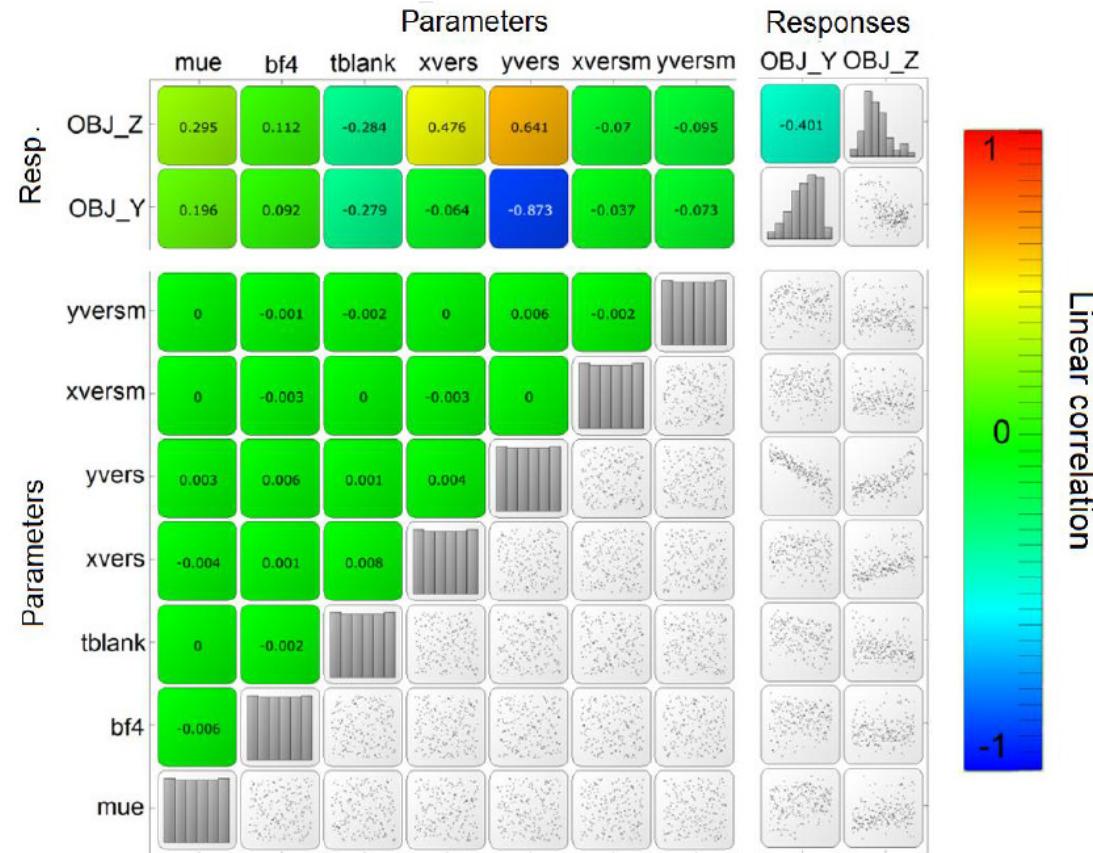 Parameters
Responses
mue bf4 tblank xvers yvers xversm yversm OBJ_Y OBJ_Z
Resp.
OBJ_Z 0.295 0.112 -0.284 0.476 0.641 -0.07 -0.095 -0.401
OBJ_Y 0.196 0.092 -0.279 -0.064 -0.873 -0.037 -0.073
Parameters
yversm 0 -0.001 -0.002 0 0.006 -0.002
xversm 0 -0.003 0 -0.003 0
yvers 0.003 0.006 0.001 0.004
xvers -0.004 0.001 0.008
tblank 0 -0.002
bf4 -0.006
mue
1
0
-1
Linear correlation